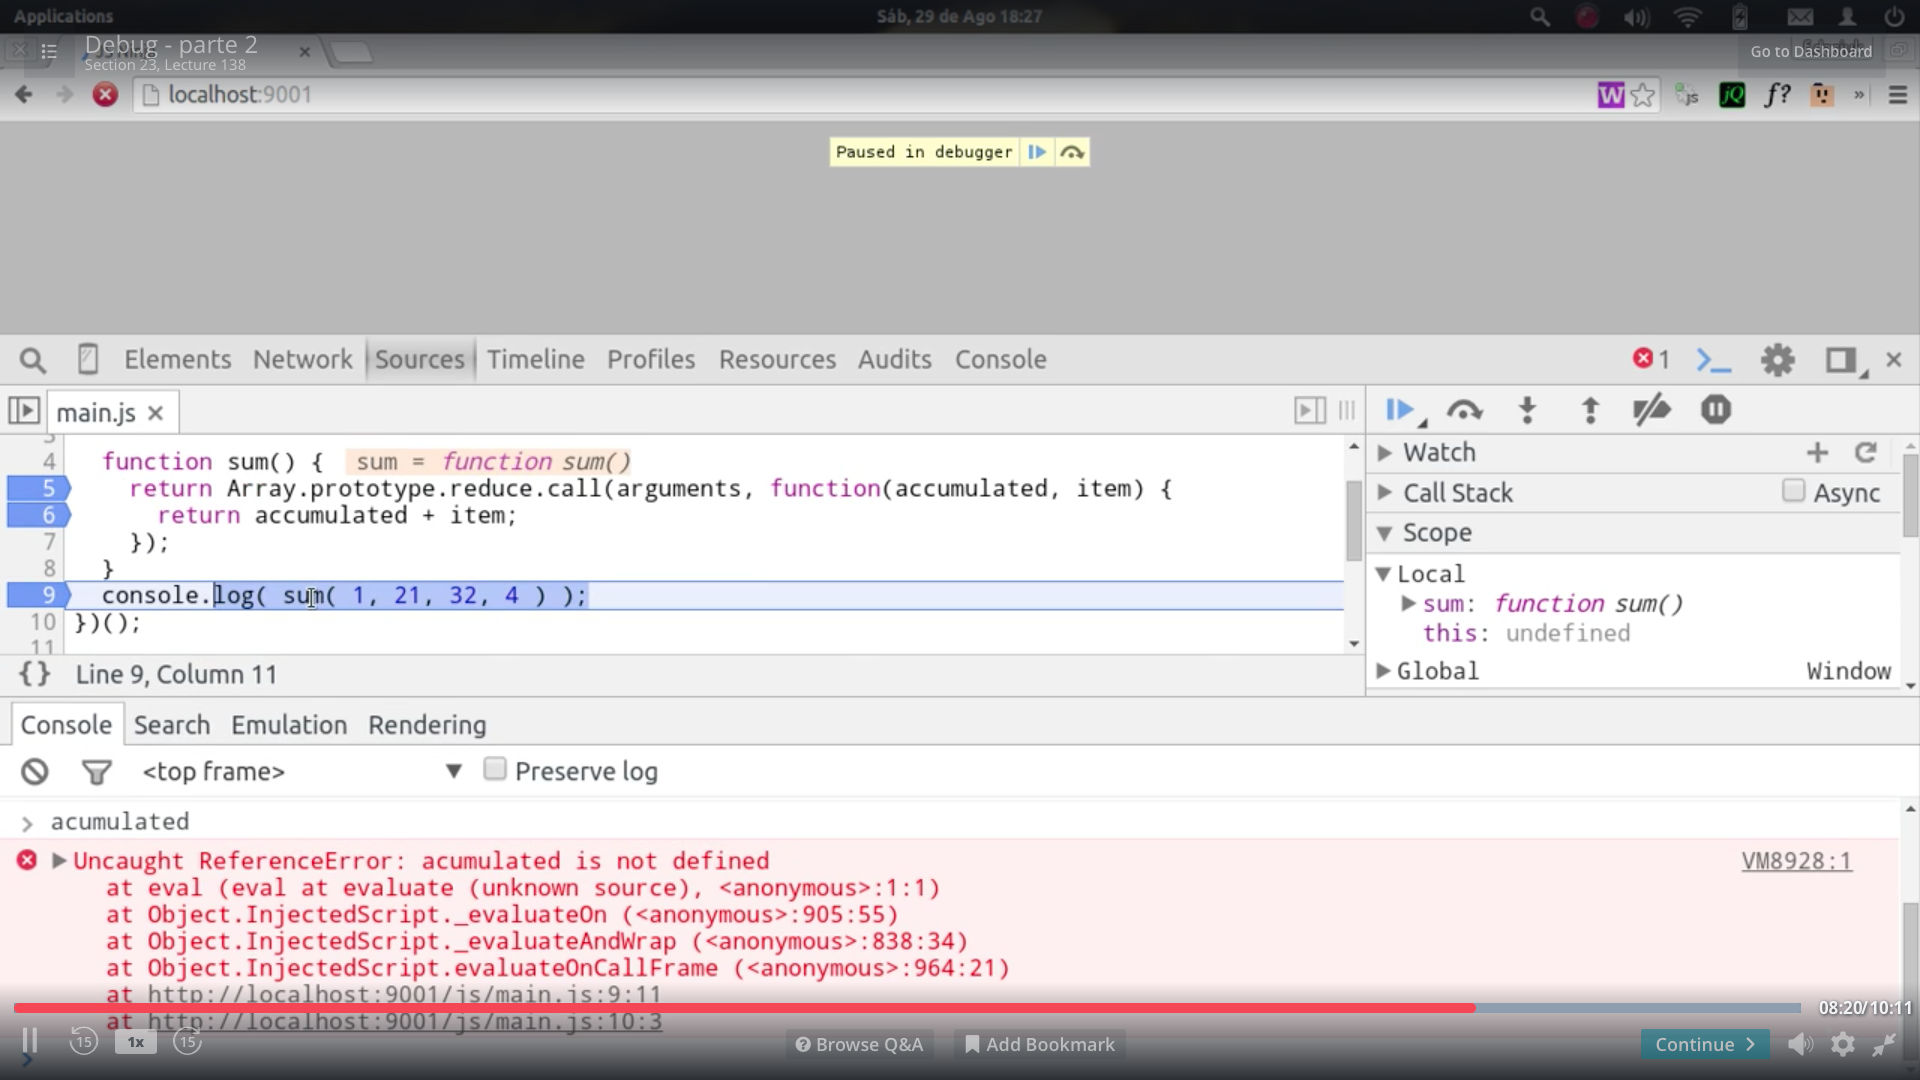 Applications
Sáb, 29 de Ago 18:27
Debug - parte 2
Section 23, Lecture 138
Go to Dashboard
localhost:9001
W
js
jQ
f?
»
Paused in debugger
Elements Network Sources Timeline Profiles Resources Audits Console
1
main.js
3
4 function sum() { sum = function sum()
5 return Array.prototype.reduce.call(arguments, function(accumulated, item) {
6 return accumulated + item;
7 });
8 }
9 console.log( sum( 1, 21, 32, 4 ) );
10 })();
11
{} Line 9, Column 11
Watch
Call Stack
Async
Scope
Local
sum: function sum()
this: undefined
Global Window
Console Search Emulation Rendering
<top frame> Preserve log
> acumulated
Uncaught ReferenceError: acumulated is not defined VM8928:1
at eval (eval at evaluate (unknown source), <anonymous>:1:1)
at Object.InjectedScript._evaluateOn (<anonymous>:905:55)
at Object.InjectedScript._evaluateAndWrap (<anonymous>:838:34)
at Object.InjectedScript.evaluateOnCallFrame (<anonymous>:964:21)
at http://localhost:9001/js/main.js:9:11
at http://localhost:9001/js/main.js:10:3
08:20/10:11
15 1x 15
Browse Q&A
Add Bookmark
Continue